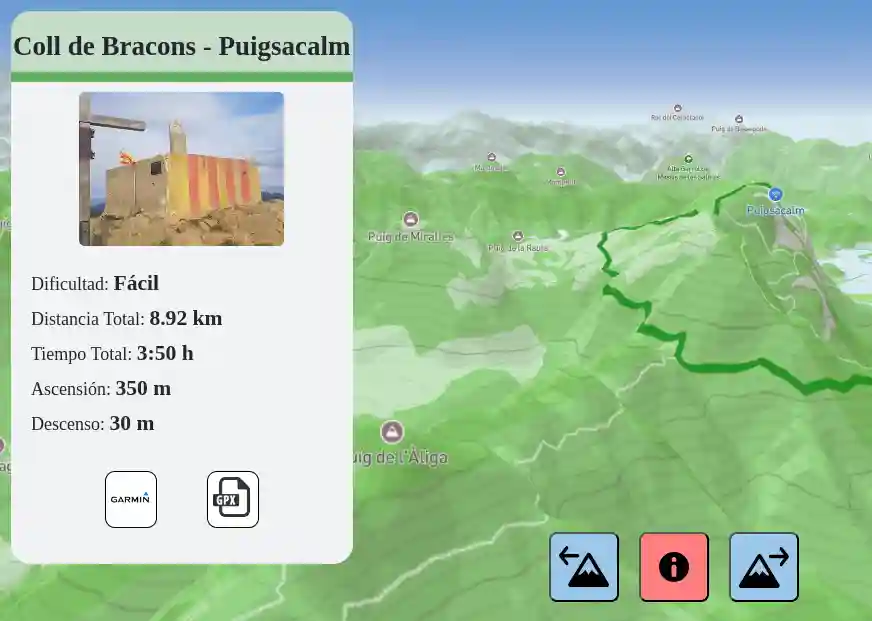 Coll de Bracons - Puigsacalm
Dificultad: Fácil
Distancia Total: 8.92 km
Tiempo Total: 3:50 h
Ascensión: 350 m
Descenso: 30 m
GARMIN
GPX
Puigsacalm
Puig de Miralles
Puig de la Rauta
uig de l'Àliga